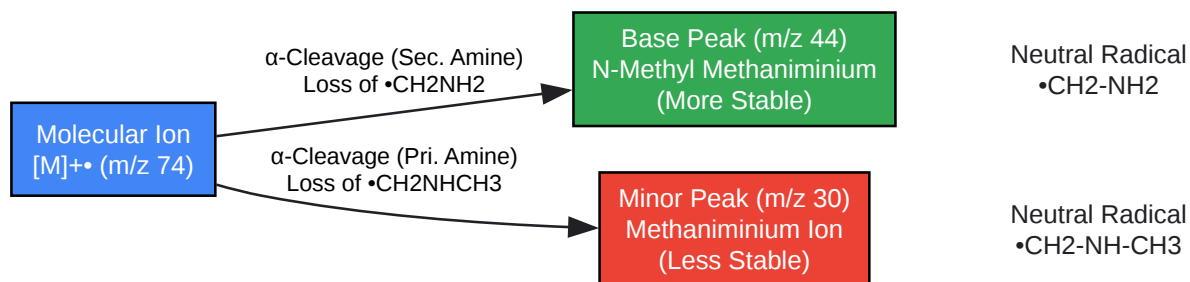 α-Cleavage (Sec. Amine)
Loss of •CH2NH2
Base Peak (m/z 44)
N-Methyl Methaniminium
(More Stable)
Neutral Radical
•CH2-NH2
Molecular Ion
[M]+• (m/z 74)
α-Cleavage (Pri. Amine)
Loss of •CH2NHCH3
Minor Peak (m/z 30)
Methaniminium Ion
(Less Stable)
Neutral Radical
•CH2-NH-CH3